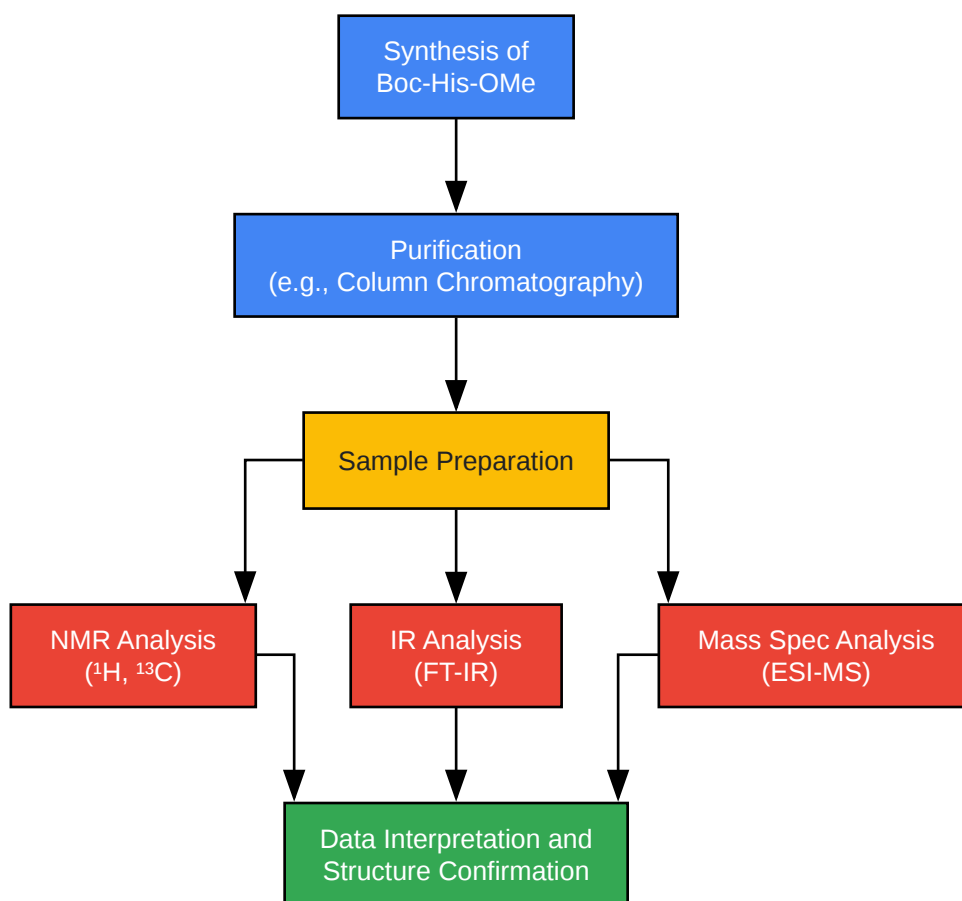 Synthesis of
Boc-His-OMe
Purification
(e.g., Column Chromatography)
Sample Preparation
NMR Analysis
(¹H, ¹³C)
IR Analysis
(FT-IR)
Mass Spec Analysis
(ESI-MS)
Data Interpretation and
Structure Confirmation